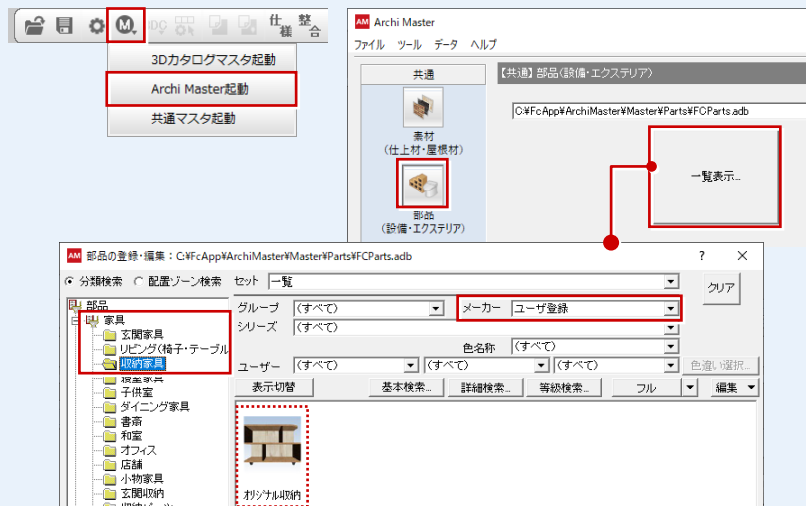 M
仕様
整合
3Dカタログマスタ起動
Archi Master起動
共通マスタ起動
AM Archi Master
ファイル ツール データ ヘルプ
共通
【共通】部品(設備・エクステリア)
C:¥FcApp¥ArchiMaster¥Master¥Parts¥FCParts.adb
素材
(仕上材・屋根材)
一覧表示...
部品
(設備・エクステリア)
AM 部品の登録・編集:C:¥FcApp¥ArchiMaster¥Master¥Parts¥FCParts.adb ?
分類検索 配置ゾーン検索 セット 一覧
クリア
部品
グループ (すべて) メーカー ユーザ登録
家具
シリーズ (すべて)
玄関家具
リビング(椅子・テーブル
色名称 (すべて)
収納家具
ユーザー (すべて) (すべて) (すべて) 色違い選択...
寝室家具
表示切替 基本検索... 詳細検索... 等級検索... フル 編集
子供室
ダイニング家具
書斎
和室
オフィス
店舗
小物家具
玄関収納
オリジナル収納